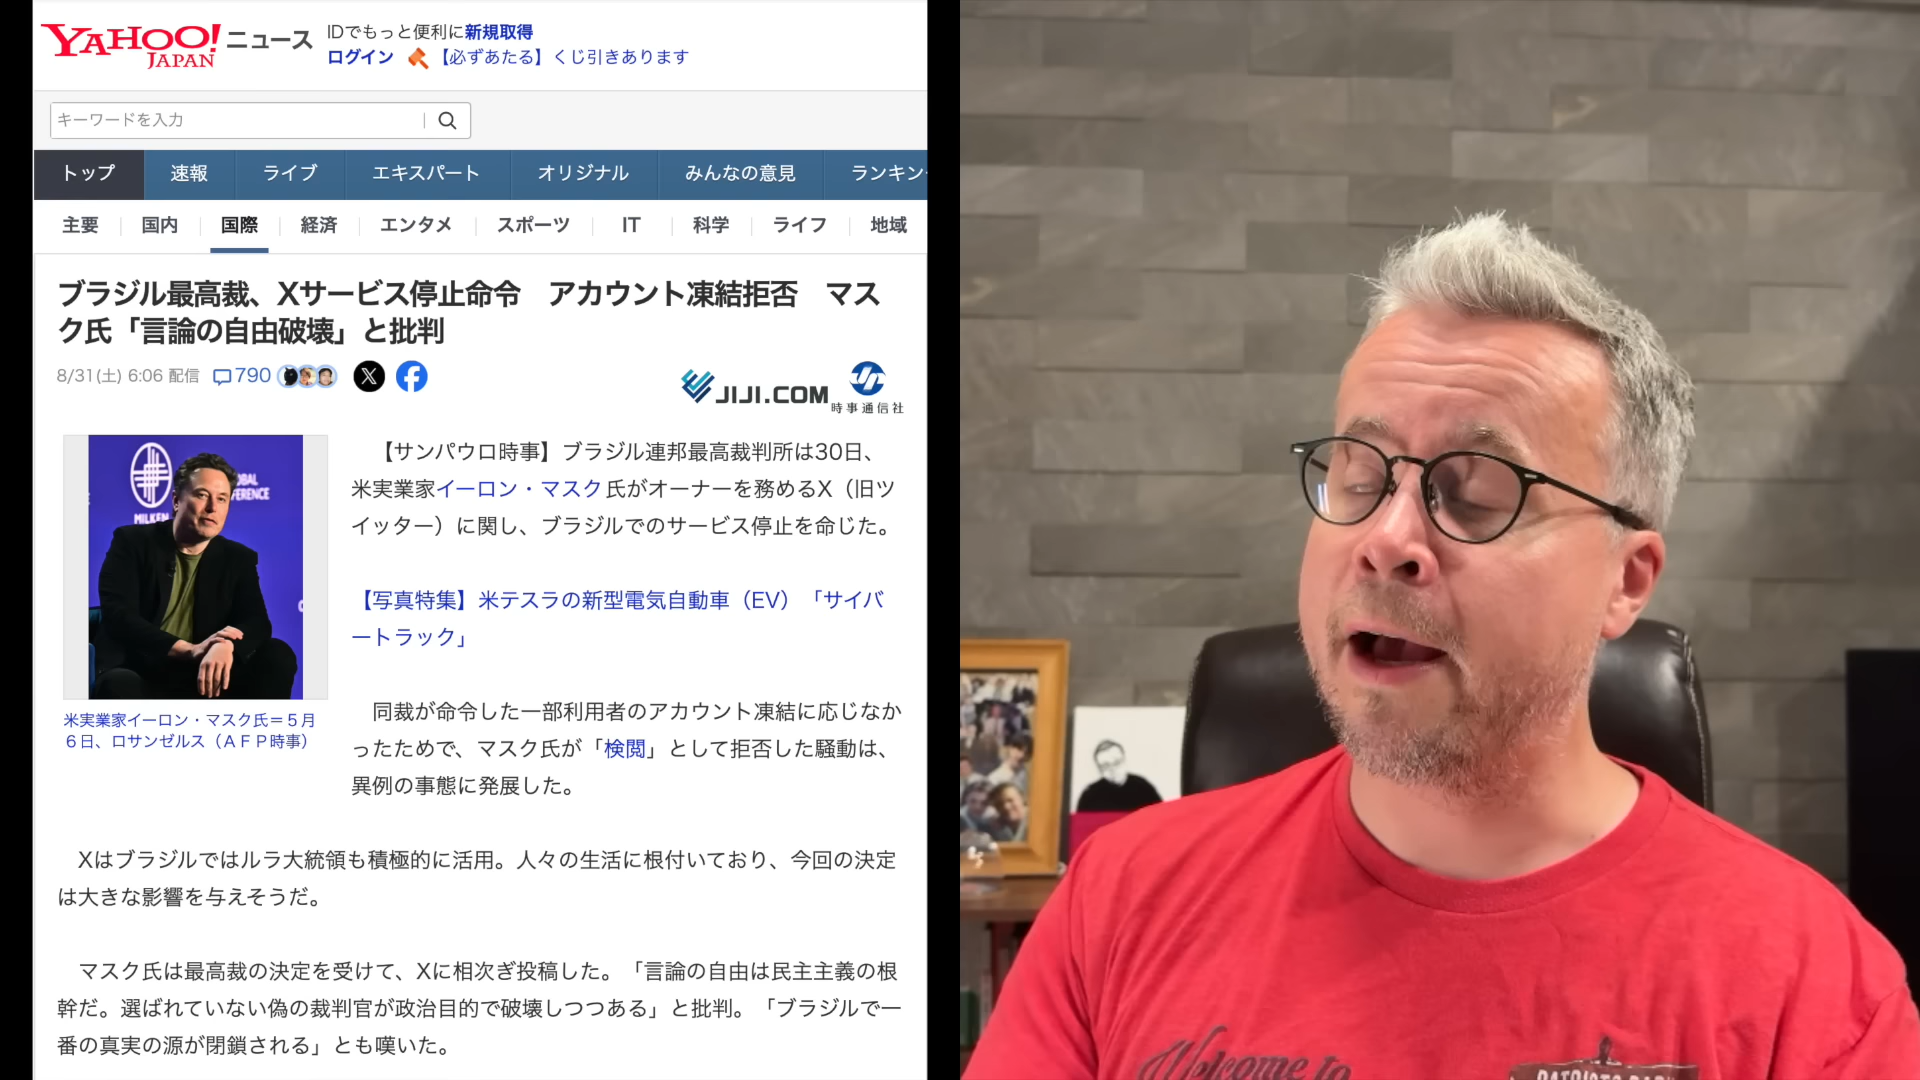 YAHOO! JAPAN ニュース
IDでもっと便利に新規取得
ログイン 【必ずあたる】くじ引きあります
キーワードを入力
トップ 速報 ライブ エキスパート オリジナル みんなの意見 ランキン
主要 国内 国際 経済 エンタメ スポーツ IT 科学 ライフ 地域
ブラジル最高裁、Xサービス停止命令　アカウント凍結拒否　マス
ク氏「言論の自由破壊」と批判
8/31(土) 6:06 配信 790
JIJI.COM
時事通信社
【サンパウロ時事】ブラジル連邦最高裁判所は30日、
米実業家イーロン・マスク氏がオーナーを務めるX（旧ツ
イッター）に関し、ブラジルでのサービス停止を命じた。
【写真特集】米テスラの新型電気自動車（EV）「サイバ
ートラック」
MILKEN
米実業家イーロン・マスク氏＝５月
６日、ロサンゼルス（ＡＦＰ時事）
同裁が命令した一部利用者のアカウント凍結に応じなか
ったためで、マスク氏が「検閲」として拒否した騒動は、
異例の事態に発展した。
Xはブラジルではルラ大統領も積極的に活用。人々の生活に根付いており、今回の決定
は大きな影響を与えそうだ。
マスク氏は最高裁の決定を受けて、Xに相次ぎ投稿した。「言論の自由は民主主義の根
幹だ。選ばれていない偽の裁判官が政治目的で破壊しつつある」と批判。「ブラジルで一
番の真実の源が閉鎖される」とも嘆いた。
Welcome to